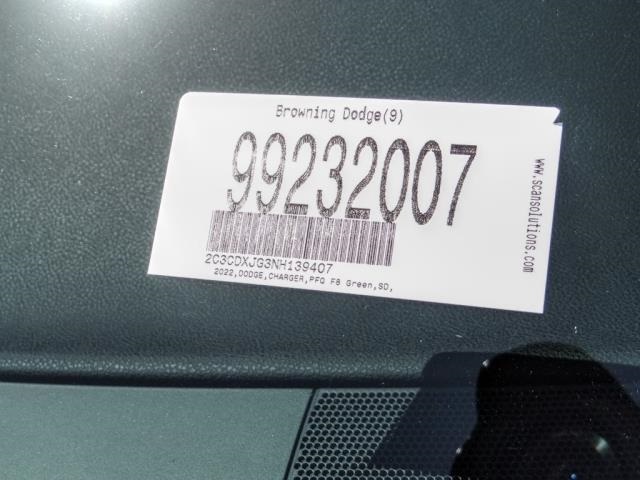 Browning Dodge(9)
99232007
2C3CDXJG3NH139407
2022,DODGE,CHARGER,PFQ F8 Green,SD,
www.scansolutions.com